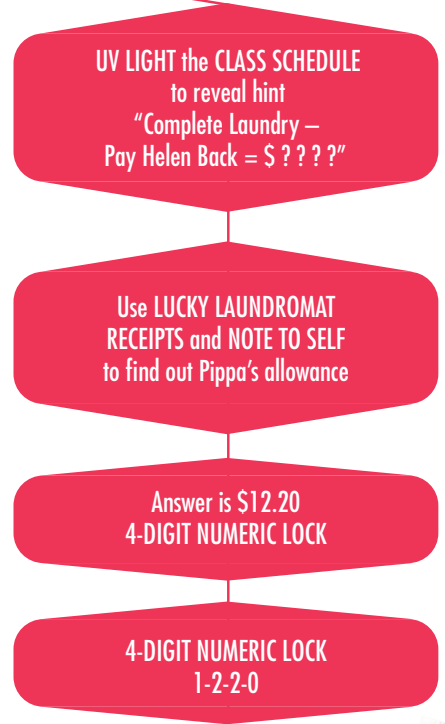 UV LIGHT the CLASS SCHEDULE
to reveal hint
“Complete Laundry –
Pay Helen Back = $ ? ? ? ?”
Use LUCKY LAUNDROMAT
RECEIPTS and NOTE TO SELF
to find out Pippa’s allowance
Answer is $12.20
4-DIGIT NUMERIC LOCK
4-DIGIT NUMERIC LOCK
1-2-2-0